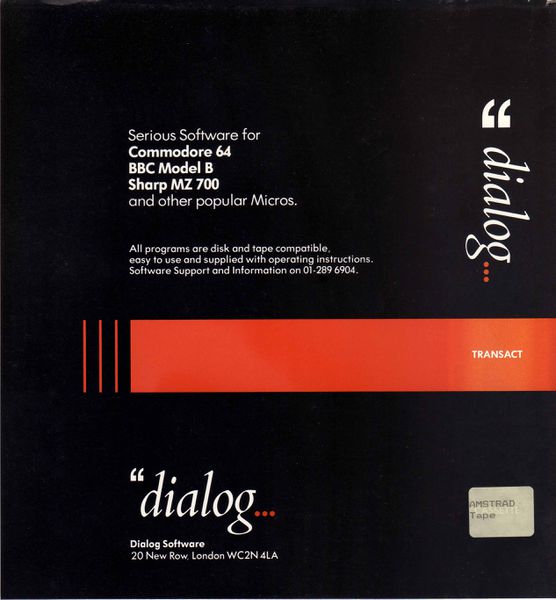 Serious Software for
Commodore 64
BBC Model B
Sharp MZ 700
and other popular Micros.
All programs are disk and tape compatible,
easy to use and supplied with operating instructions.
Software Support and Information on 01-289 6904.
“dialog...
TRANSACT
“dialog...
Dialog Software
20 New Row, London WC2N 4LA
AMSTRAD
Tape